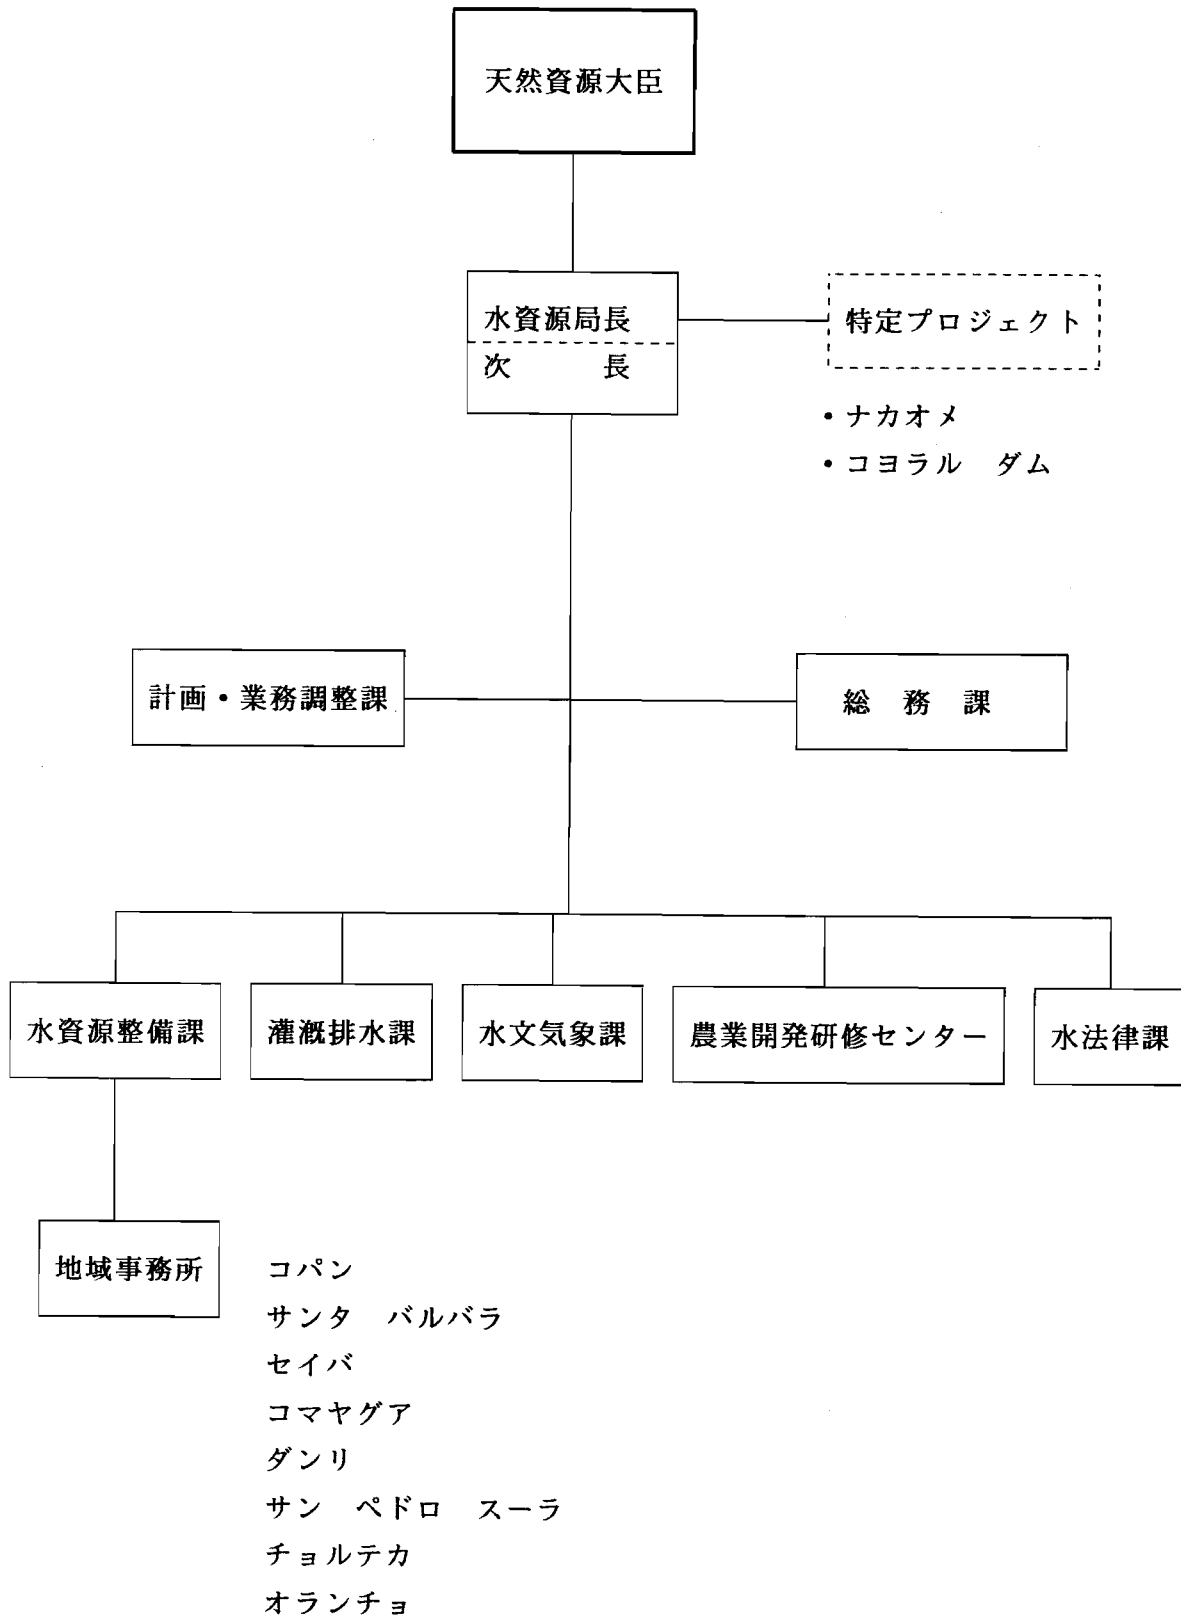 天然資源大臣
水資源局長
次　　　長
特定プロジェクト
・ナカオメ
・コヨラル　ダム
計画・業務調整課
総　務　課
水資源整備課
灌漑排水課
水文気象課
農業開発研修センター
水法律課
地域事務所
コパン
サンタ　バルバラ
セイバ
コマヤグア
ダンリ
サン　ペドロ　スーラ
チョルテカ
オランチョ